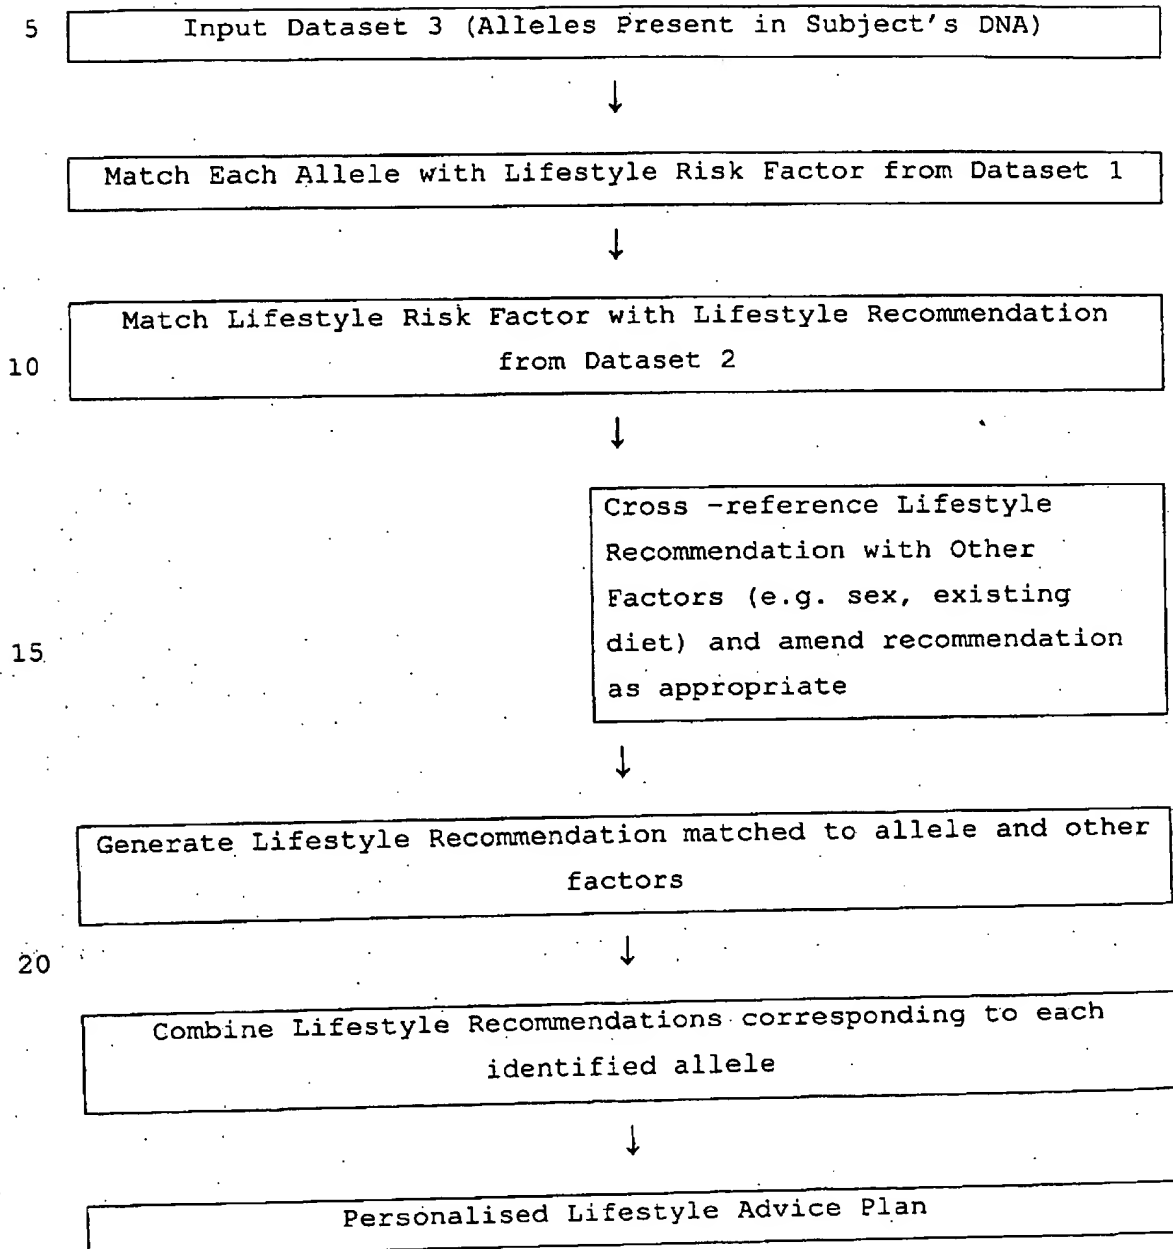 5 Input Dataset 3 (Alleles Present in Subject's DNA)
↓
Match Each Allele with Lifestyle Risk Factor from Dataset 1
↓
Match Lifestyle Risk Factor with Lifestyle Recommendation
10 from Dataset 2
↓
Cross -reference Lifestyle
Recommendation with Other
Factors (e.g. sex, existing
15 diet) and amend recommendation
as appropriate
↓
Generate Lifestyle Recommendation matched to allele and other
factors
20 ↓
Combine Lifestyle Recommendations corresponding to each
identified allele
↓
Personalised Lifestyle Advice Plan